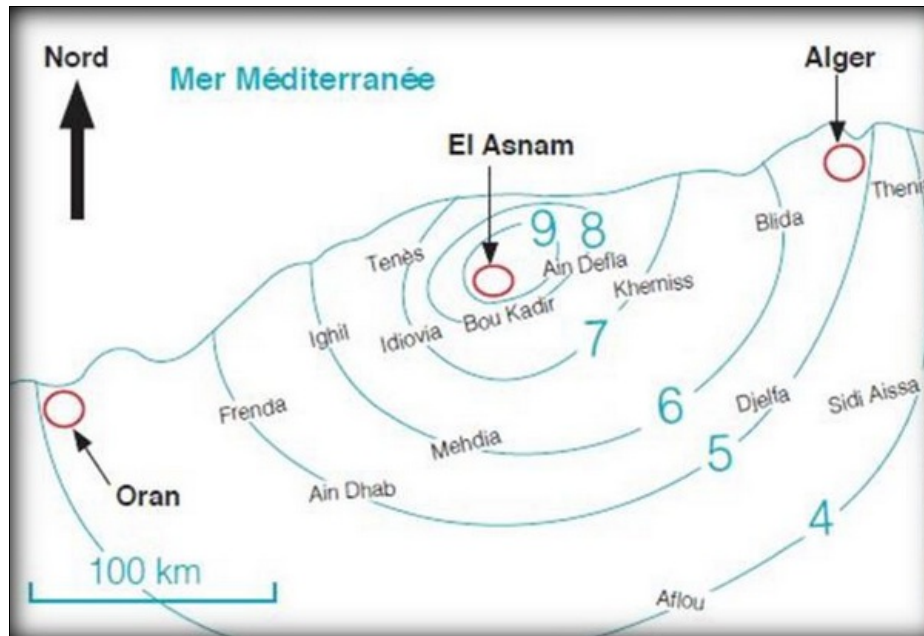 Nord
Mer Méditerranée
Alger
El Asnam
Theni
Blida
9
8
Tenès
Ain Defla
Khemiss
Bou Kadir
Ighil
Idiovia
7
Djelfa
Sidi Aissa
Frenda
6
Mehdia
5
Oran
Ain Dhab
4
100 km
Aflou